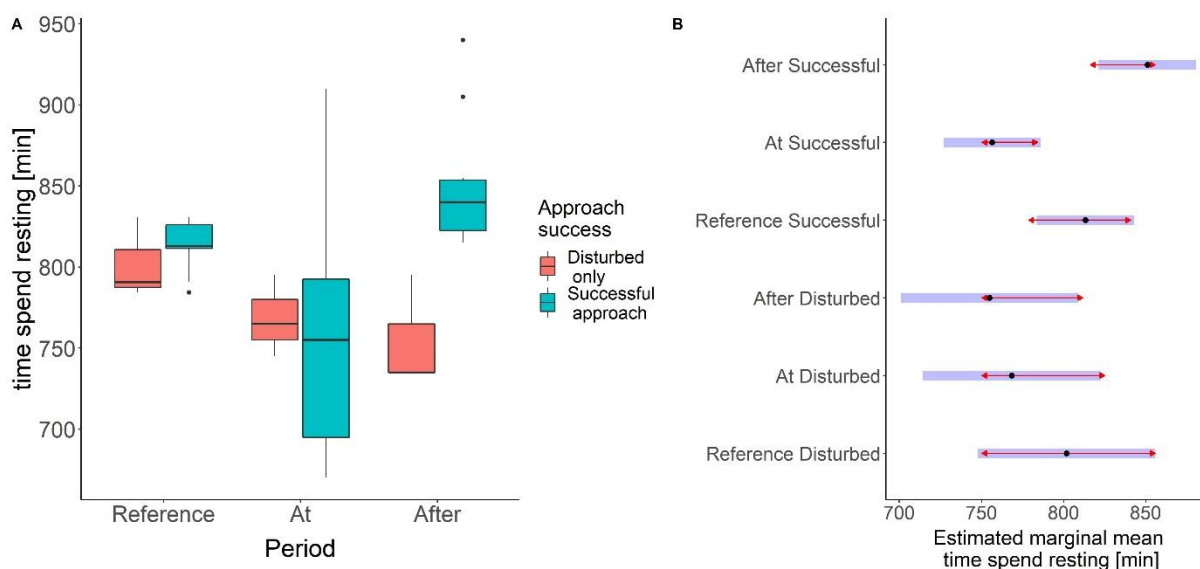 A
950
900
850
800
750
700
time spend resting [min]
Reference
At
After
Period
Approach
success
Disturbed
only
Successful
approach
B
After Successful
At Successful
Reference Successful
After Disturbed
At Disturbed
Reference Disturbed
700
750
800
850
Estimated marginal mean
time spend resting [min]